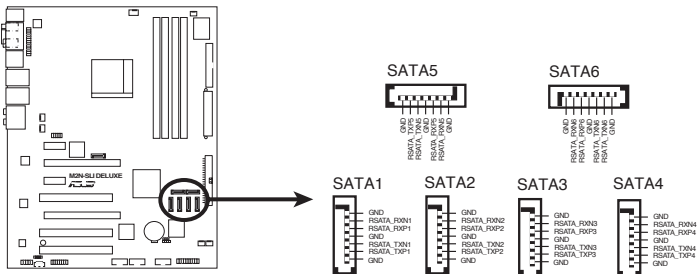 SATA5
SATA6
GND
RSATA_TXP5
RSATA_TXN5
GND
RSATA_RXP5
RSATA_RXN5
GND
GND
RSATA_RXN6
RSATA_RXP6
GND
RSATA_TXN6
RSATA_TXN6
GND
M2N-SLI DELUXE
ASUS
SATA1
GND
RSATA_RXN1
RSATA_RXP1
GND
RSATA_TXN1
RSATA_TXP1
GND
SATA2
GND
RSATA_RXN2
RSATA_RXP2
GND
RSATA_TXN2
RSATA_TXP2
GND
SATA3
GND
RSATA_RXN3
RSATA_RXP3
GND
RSATA_TXN3
RSATA_TXP3
GND
SATA4
GND
RSATA_RXN4
RSATA_RXP4
GND
RSATA_TXN4
RSATA_TXP4
GND